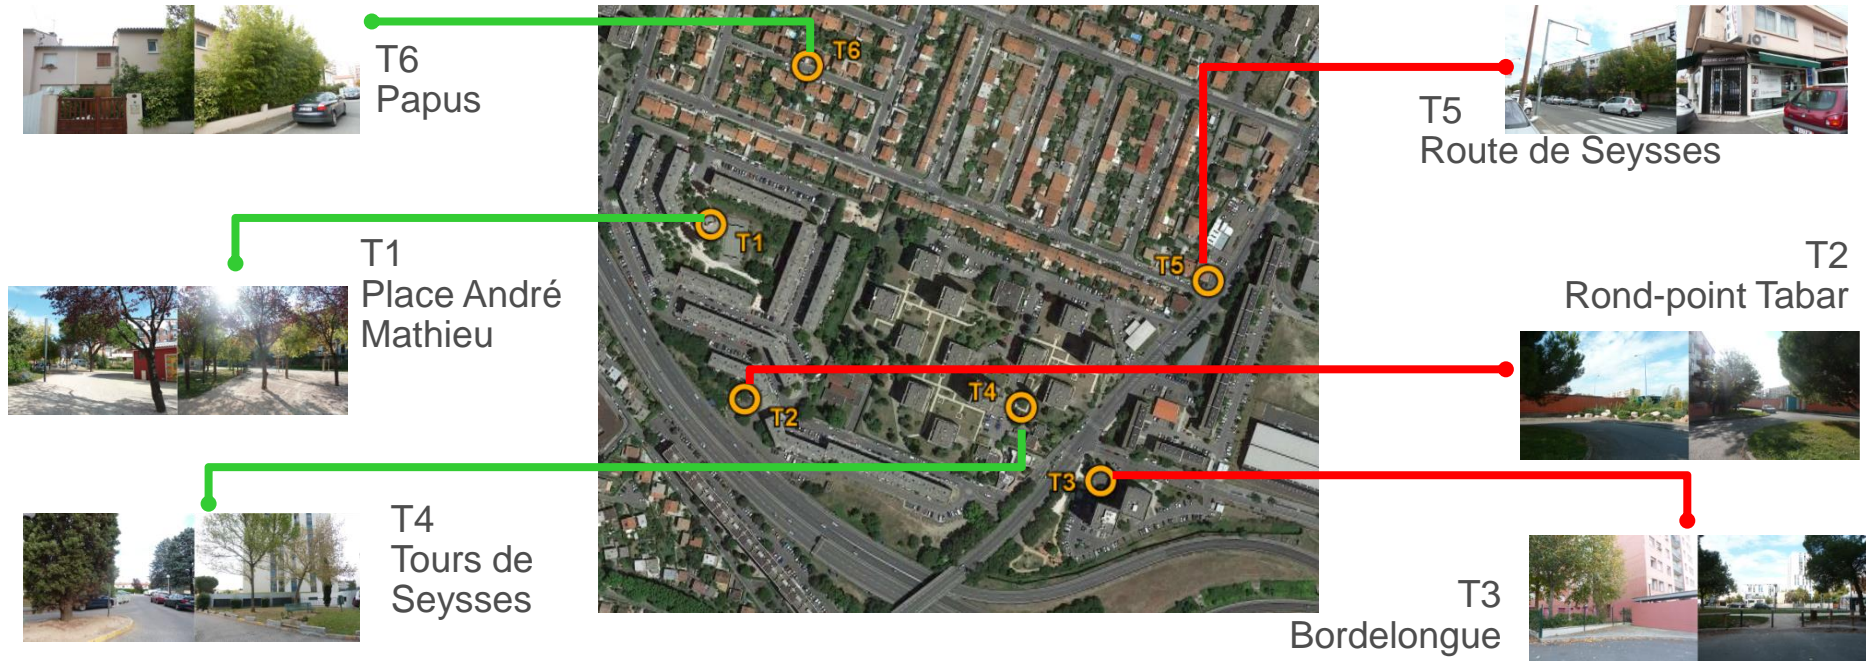 T6
Papus
T1
Place André
Mathieu
T4
Tours de
Seysses
T6
T1
T5
T2
T4
T3
T5
Route de Seysses
T2
Rond-point Tabar
T3
Bordelongue